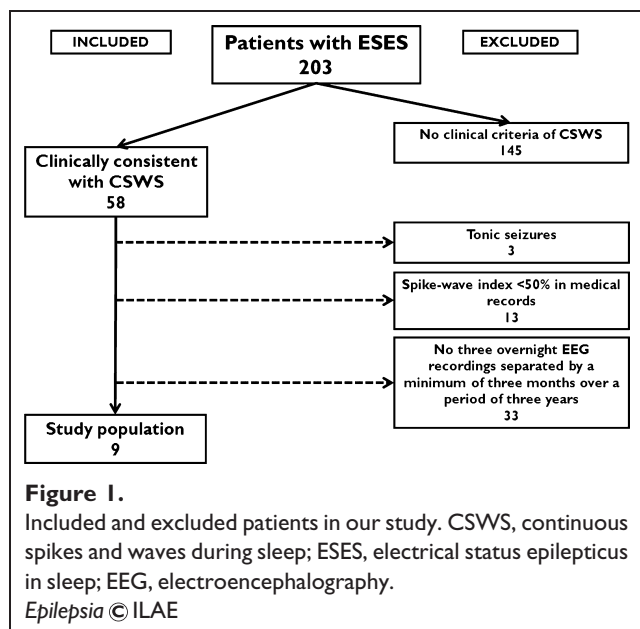 INCLUDED
Patients with ESES
203
EXCLUDED
No clinical criteria of CSWS
145
Clinically consistent
with CSWS
58
Tonic seizures
3
Spike-wave index <50% in medical
records
13
No three overnight EEG
recordings separated by a
minimum of three months over a
period of three years
33
Study population
9
Figure 1.
Included and excluded patients in our study. CSWS, continuous
spikes and waves during sleep; ESES, electrical status epilepticus
in sleep; EEG, electroencephalography.
Epilepsia © ILAE